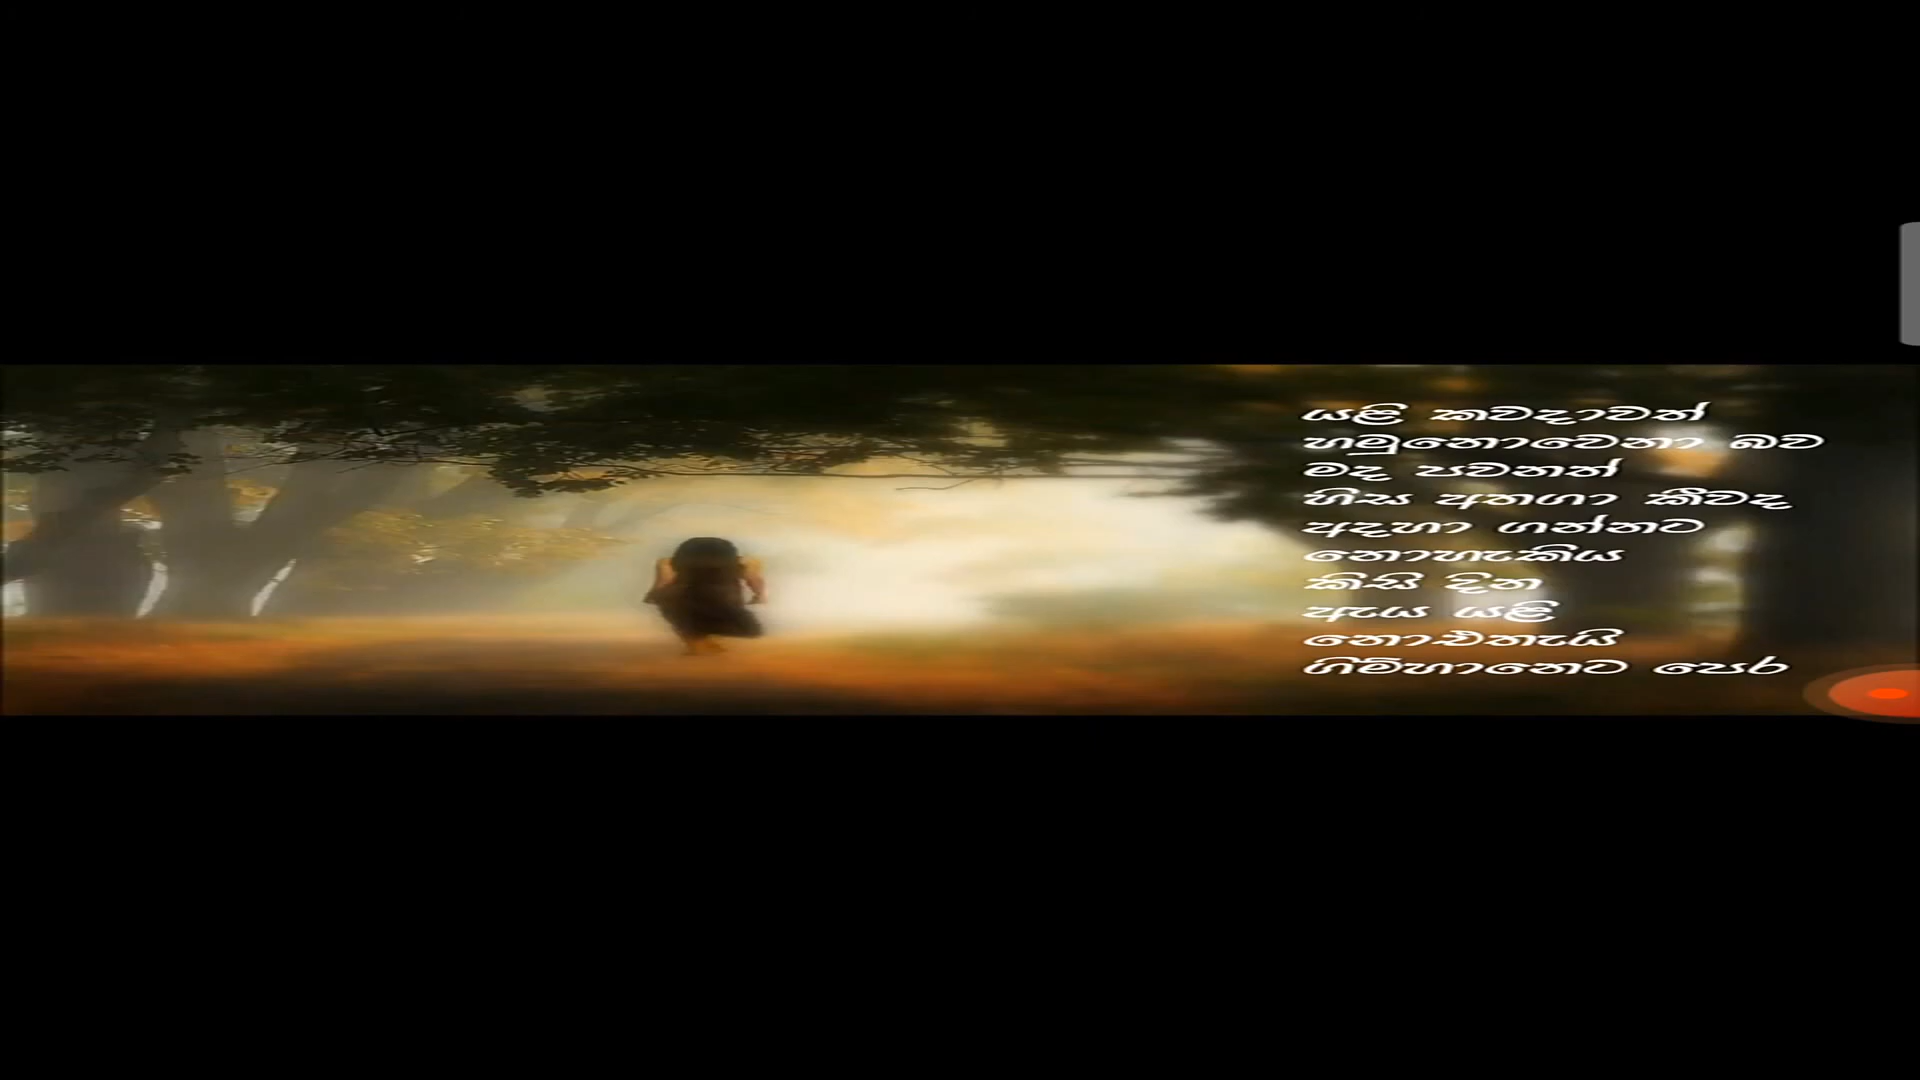 යළි කවදාවත්
හමුනොවෙනා බව
මද පවනත්
හිස අතගා කීවද
අදහා ගන්නට
නොහැකිය
කිසි දින
ඇය යළි
නොඑතැයි
ගිම්හානෙට පෙර